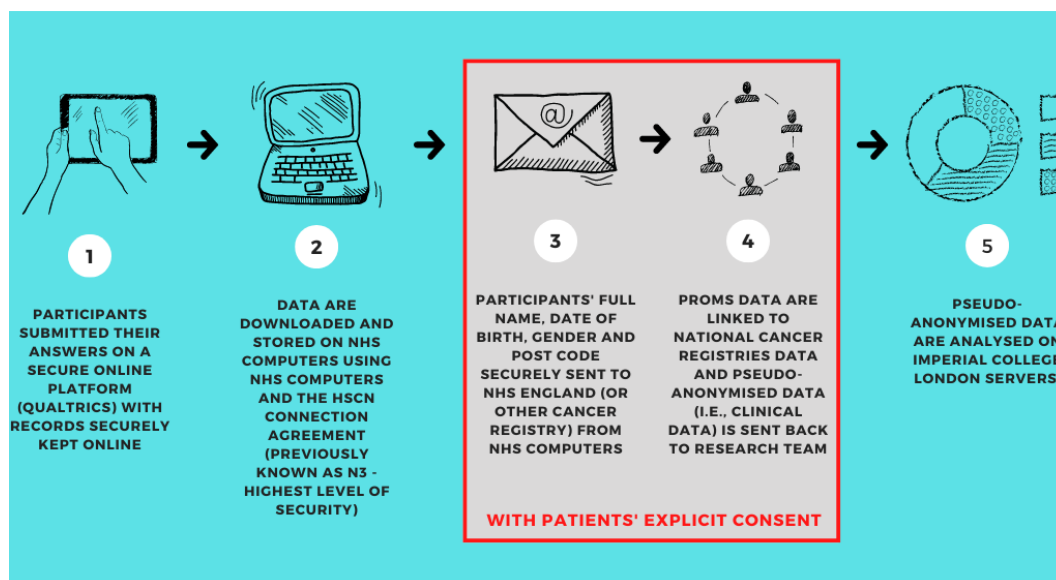 1
PARTICIPANTS
SUBMITTED THEIR
ANSWERS ON A
SECURE ONLINE
PLATFORM
(QUALTRICS) WITH
RECORDS SECURELY
KEPT ONLINE
2
DATA ARE
DOWNLOADED AND
STORED ON NHS
COMPUTERS USING
NHS COMPUTERS
AND THE HSCN
CONNECTION
AGREEMENT
(PREVIOUSLY
KNOWN AS N3 -
HIGHEST LEVEL OF
SECURITY)
@
3
PARTICIPANTS' FULL
NAME, DATE OF
BIRTH, GENDER AND
POST CODE
SECURELY SENT TO
NHS ENGLAND (OR
OTHER CANCER
REGISTRY) FROM
NHS COMPUTERS
4
PROMS DATA ARE
LINKED TO
NATIONAL CANCER
REGISTRIES DATA
AND PSEUDO-
ANONYMISED DATA
(I.E., CLINICAL
DATA) IS SENT BACK
TO RESEARCH TEAM
WITH PATIENTS' EXPLICIT CONSENT
5
PSEUDO-
ANONYMISED DATA
ARE ANALYSED ON
IMPERIAL COLLEGE
LONDON SERVERS